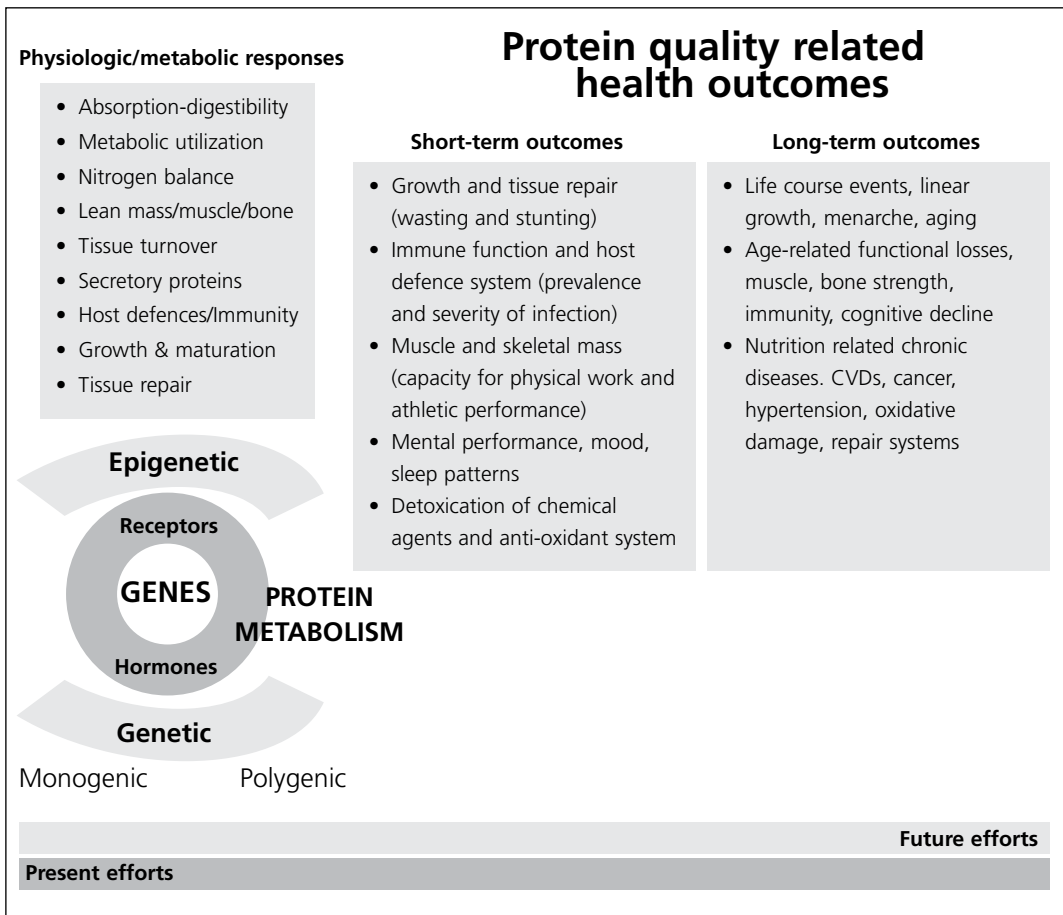 Physiologic/metabolic responses
• Absorption-digestibility
• Metabolic utilization
• Nitrogen balance
• Lean mass/muscle/bone
• Tissue turnover
• Secretory proteins
• Host defences/Immunity
• Growth & maturation
• Tissue repair
Protein quality related
health outcomes
Short-term outcomes
• Growth and tissue repair
(wasting and stunting)
• Immune function and host
defence system (prevalence
and severity of infection)
• Muscle and skeletal mass
(capacity for physical work and
athletic performance)
• Mental performance, mood,
sleep patterns
• Detoxication of chemical
agents and anti-oxidant system
Long-term outcomes
• Life course events, linear
growth, menarche, aging
• Age-related functional losses,
muscle, bone strength,
immunity, cognitive decline
• Nutrition related chronic
diseases. CVDs, cancer,
hypertension, oxidative
damage, repair systems
Epigenetic
Receptors
GENES
PROTEIN
METABOLISM
Hormones
Genetic
Monogenic
Polygenic
Future efforts
Present efforts